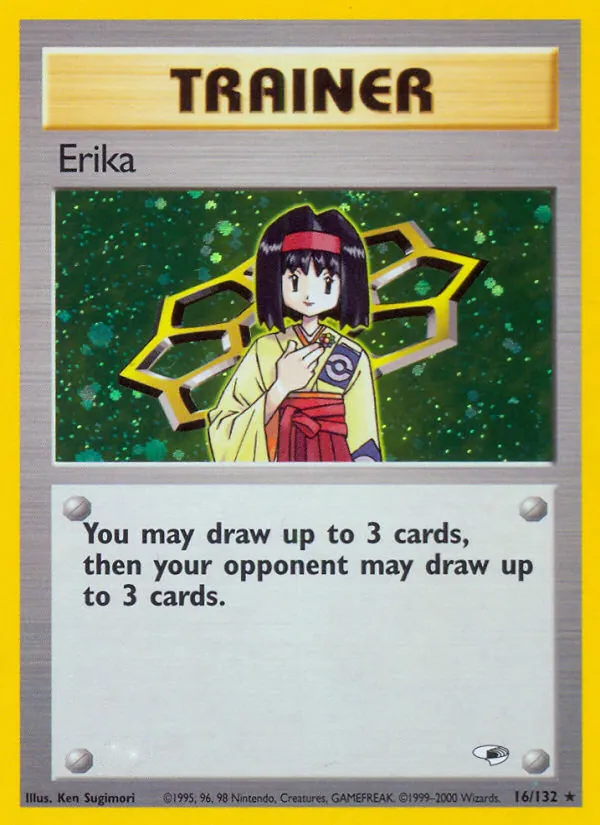 TRAINER
Erika
You may draw up to 3 cards,
then your opponent may draw up
to 3 cards.
Illus. Ken Sugimori ©1995, 96, 98 Nintendo, Creatures, GAMEFREAK. ©1999–2000 Wizards. 16/132 ★